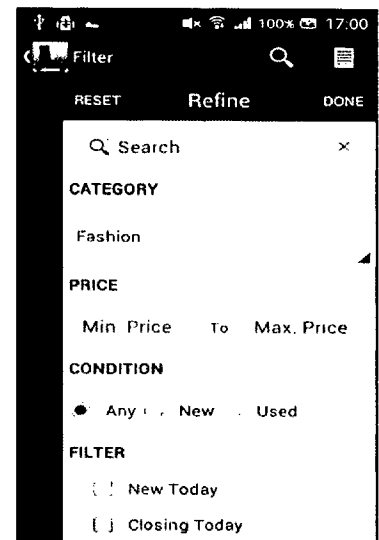 100% 17:00
Filter
RESET Refine DONE
Search ×
CATEGORY
Fashion
PRICE
Min Price To Max. Price
CONDITION
Any New Used
FILTER
New Today
Closing Today